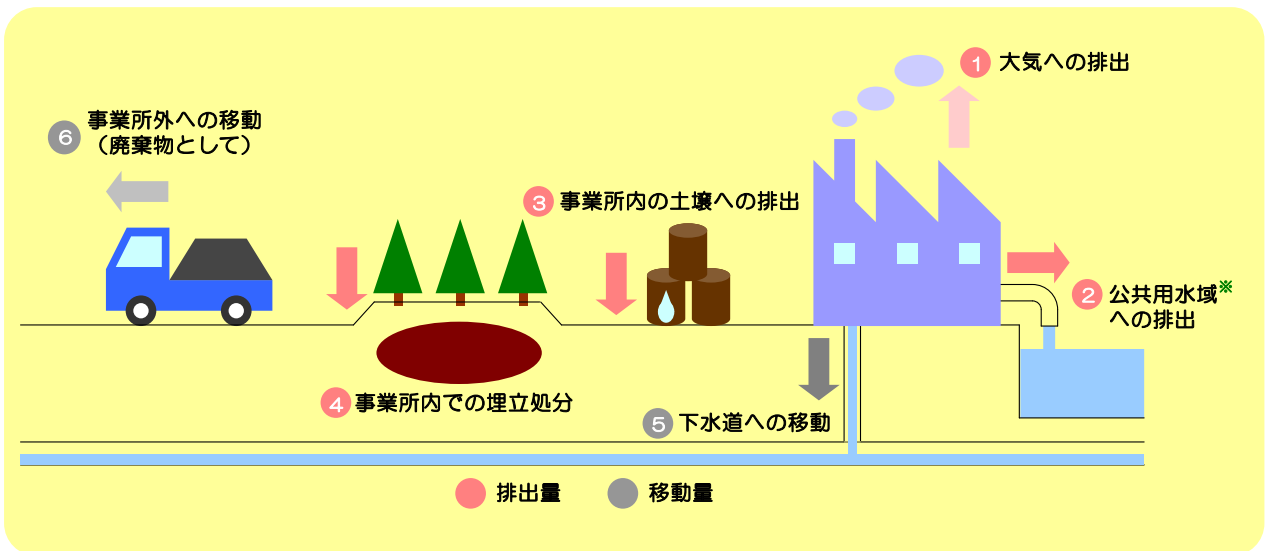 1 大気への排出
6 事業所外への移動
（廃棄物として）
3 事業所内の土壌への排出
2 公共用水域※
への排出
4 事業所内での埋立処分
5 下水道への移動
排出量
移動量